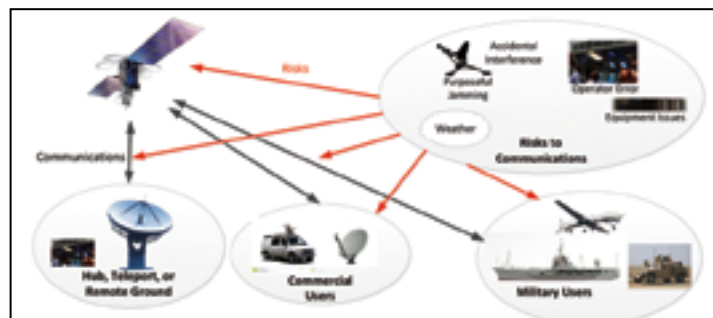 Risks
Accidental
Interference
Purposeful
Jamming
Operator Error
Equipment Issues
Weather
Risks to
Communications
Communications
Hub, Teleport, or
Remote Ground
Commercial
Users
Military Users